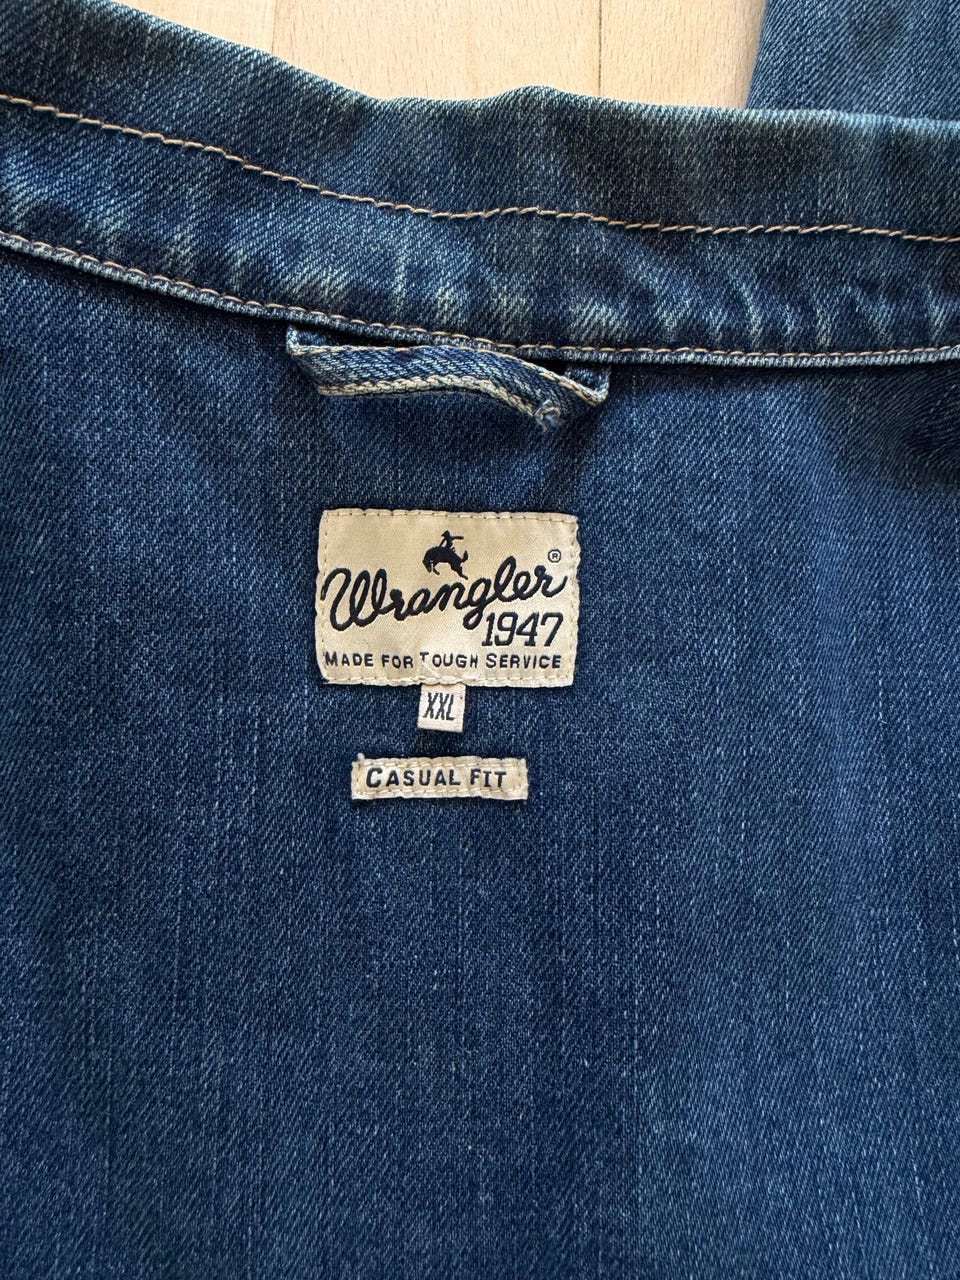 Wrangler®
1947
MADE FOR TOUGH SERVICE
XXL
CASUAL FIT